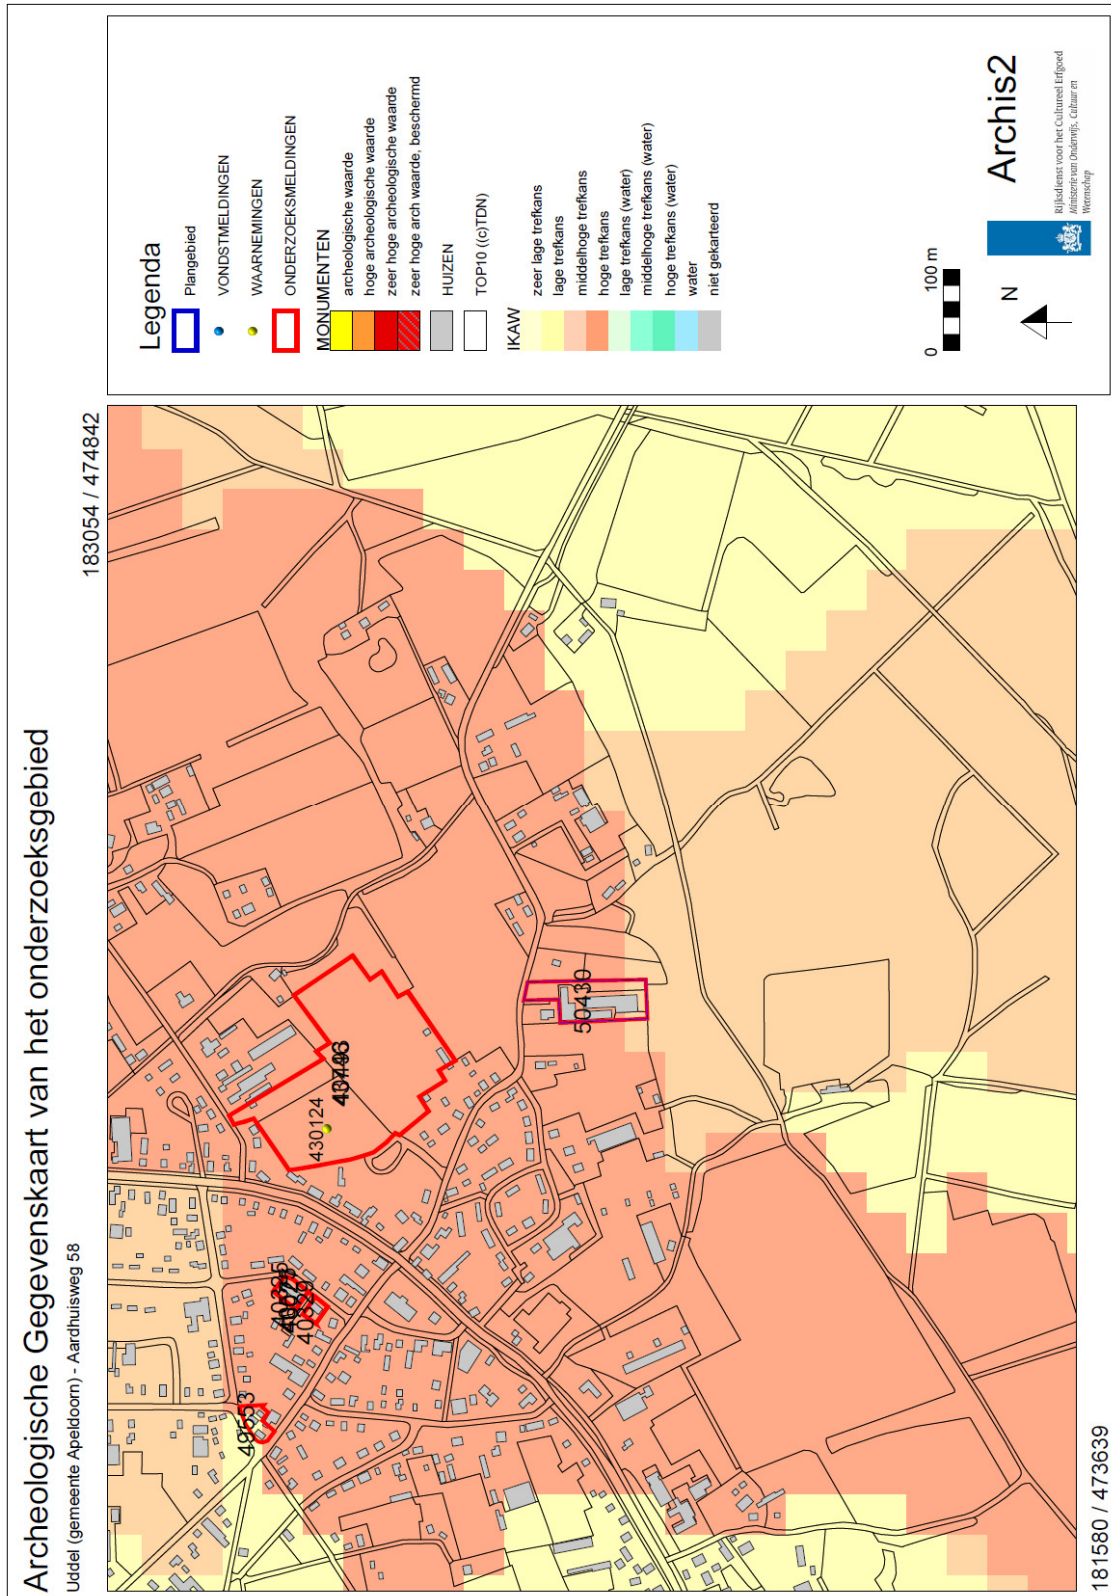 Archeologische Gegevenskaart van het onderzoeksgebied
Uddel (gemeente Apeldoorn) - Aardhuisweg 58
183054 / 474842
49553
40325
40329
430124
50430
181580 / 473639
Legenda
Plangebied
VONDSTMELDINGEN
WAARNEMINGEN
ONDERZOEKSMELDINGEN
MONUMENTEN
archeologische waarde
hoge archeologische waarde
zeer hoge archeologische waarde
zeer hoge arch waarde, beschermd
HUIZEN
TOP10 ((c)TDN)
IKAW
zeer lage trefkans
lage trefkans
middelhoge trefkans
hoge trefkans
lage trefkans (water)
middelhoge trefkans (water)
hoge trefkans (water)
water
niet gekarteerd
0 100 m
N
Archis2
Rijksdienst voor het Cultureel Erfgoed
Ministerie van Onderwijs, Cultuur en
Wetenschap